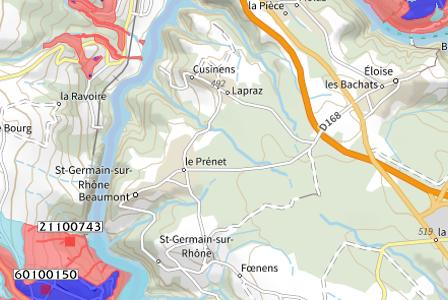 la Pièce
Cusinens
492
Lapraz
Éloise
les Bachats
la Ravoire
Bourg
D168
le Prénet
St-Germain-sur-
Rhône
Beaumont
21100743
519
la
St-Germain-sur-
Rhône
60100150
Fœnens